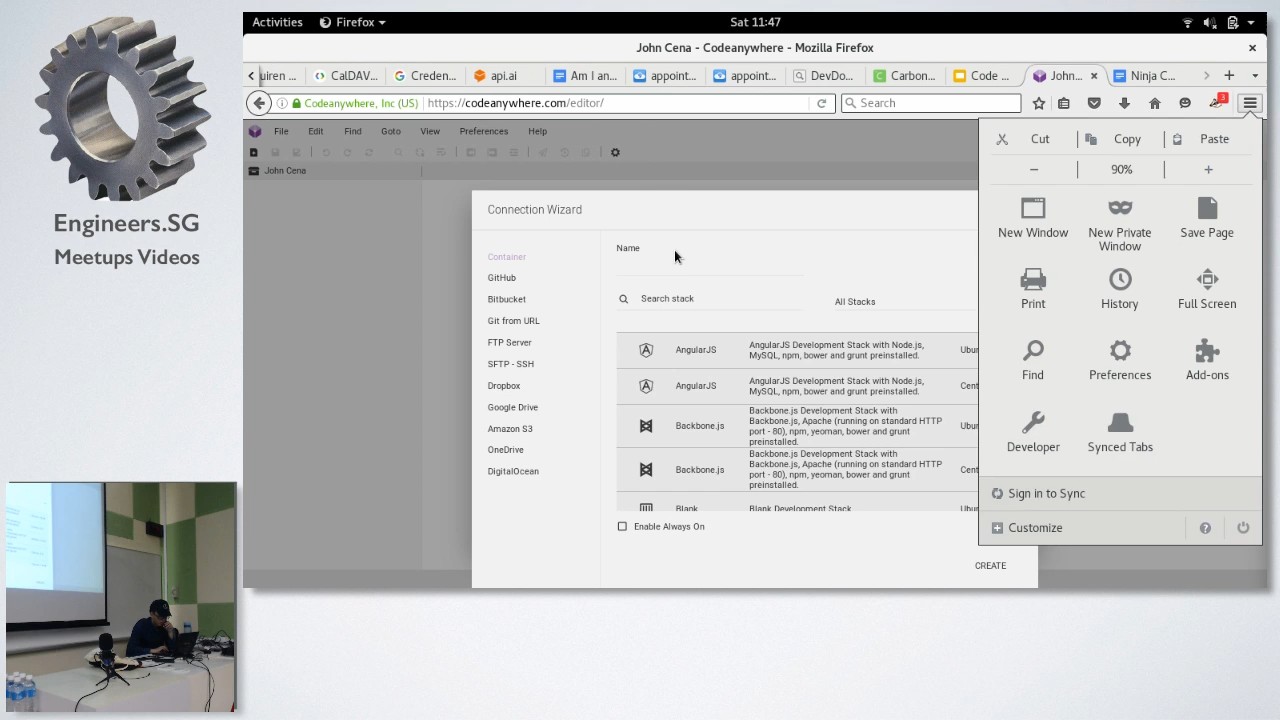 Engineers.SG
Meetups Videos
Activities
Firefox
Sat 11:47
John Cena - Codeanywhere - Mozilla Firefox
uiren ...
CalDAV...
Creden...
api.ai
Am I an...
appoint...
appoint...
DevDo...
Carbon...
Code ...
John...
Ninja C...
Codeanywhere, Inc (US)
https://codeanywhere.com/editor/
Search
3
File
Edit
Find
Goto
View
Preferences
Help
John Cena
Connection Wizard
Container
GitHub
Bitbucket
Git from URL
FTP Server
SFTP - SSH
Dropbox
Google Drive
Amazon S3
OneDrive
DigitalOcean
Name
Search stack
All Stacks
AngularJS
AngularJS Development Stack with Node.js,
MySQL, npm, bower and grunt preinstalled.
Ubun
AngularJS
AngularJS Development Stack with Node.js,
MySQL, npm, bower and grunt preinstalled.
Cent
Backbone.js
Backbone.js Development Stack with
Backbone.js, Apache (running on standard HTTP
port - 80), npm, yeoman, bower and grunt
preinstalled.
Ubun
Backbone.js
Backbone.js Development Stack with
Backbone.js, Apache (running on standard HTTP
port - 80), npm, yeoman, bower and grunt
preinstalled.
Cent
Blank
Blank Development Stack
Ubun
Enable Always On
CREATE
Cut
Copy
Paste
90%
New Window
New Private
Window
Save Page
Print
History
Full Screen
Find
Preferences
Add-ons
Developer
Synced Tabs
Sign in to Sync
Customize